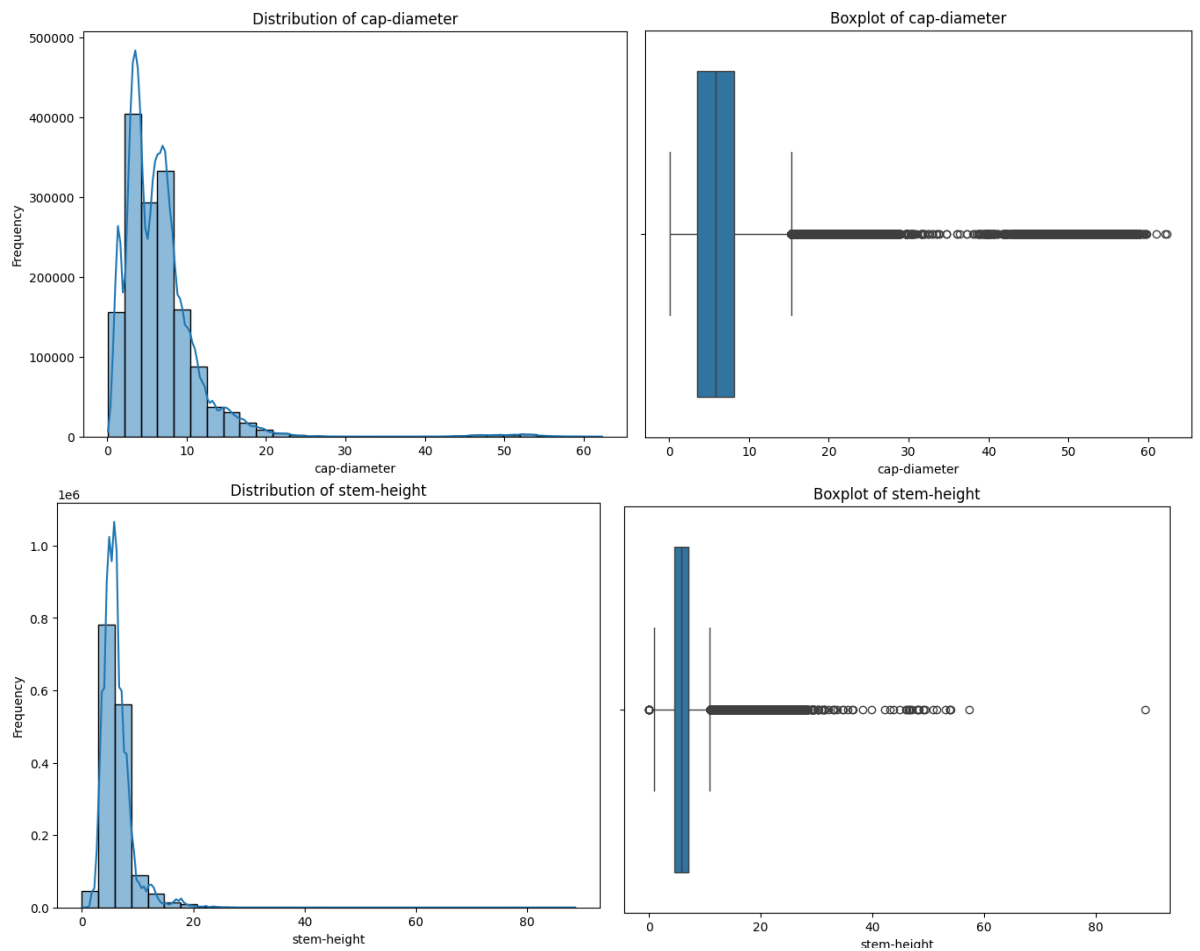 Distribution of cap-diameter
500000
400000
300000
200000
100000
0
Frequency
0 10 20 30 40 50 60
cap-diameter
Boxplot of cap-diameter
0 10 20 30 40 50 60
cap-diameter
Distribution of stem-height
1e6
1.0
0.8
0.6
0.4
0.2
0.0
Frequency
0 20 40 60 80
stem-height
Boxplot of stem-height
0 20 40 60 80
stem-height